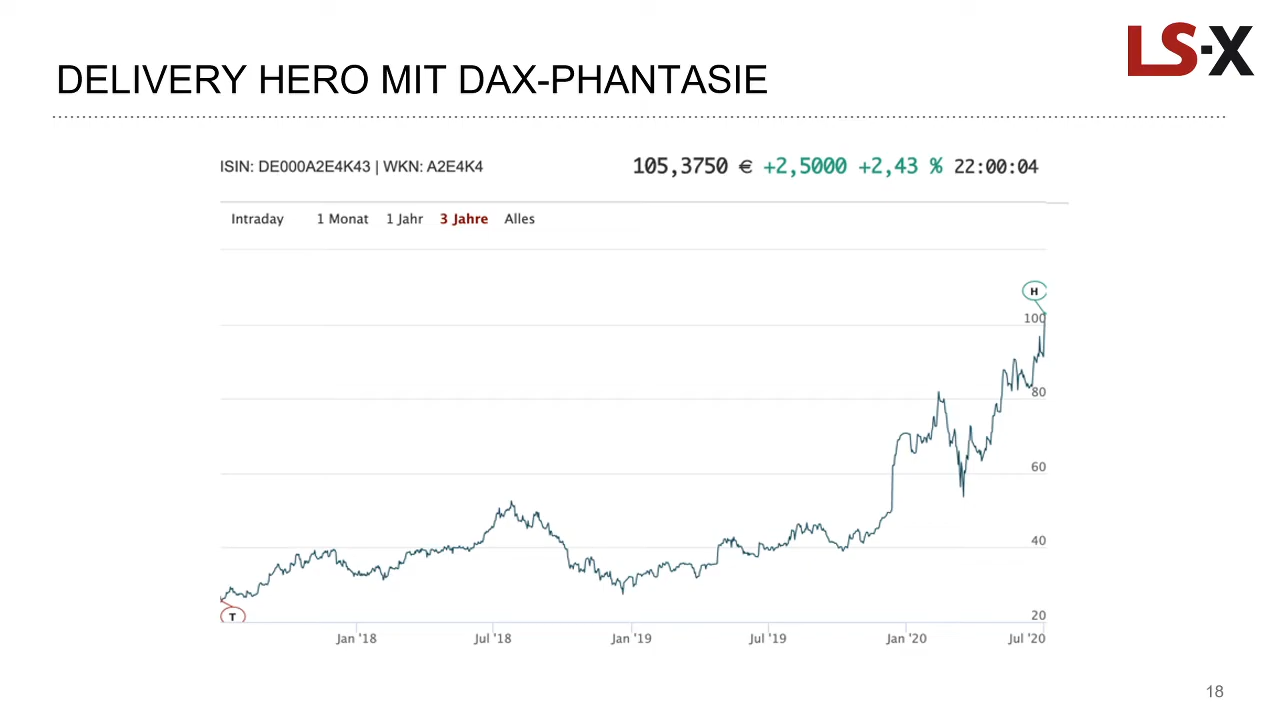 LS-X
DELIVERY HERO MIT DAX-PHANTASIE
ISIN: DE000A2E4K43 | WKN: A2E4K4
105,3750 € +2,5000 +2,43 % 22:00:04
Intraday 1 Monat 1 Jahr 3 Jahre Alles
H
100
80
60
40
T
20
Jan '18 Jul '18 Jan '19 Jul '19 Jan '20 Jul '20
18